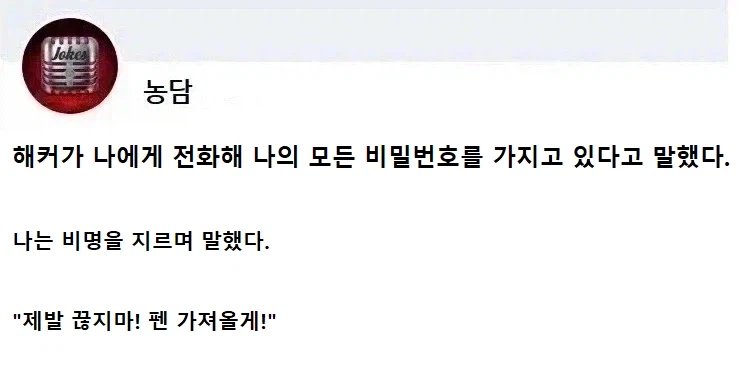 Jokes
농담
해커가 나에게 전화해 나의 모든 비밀번호를 가지고 있다고 말했다.
나는 비명을 지르며 말했다.
"제발 끊지마! 펜 가져올게!"